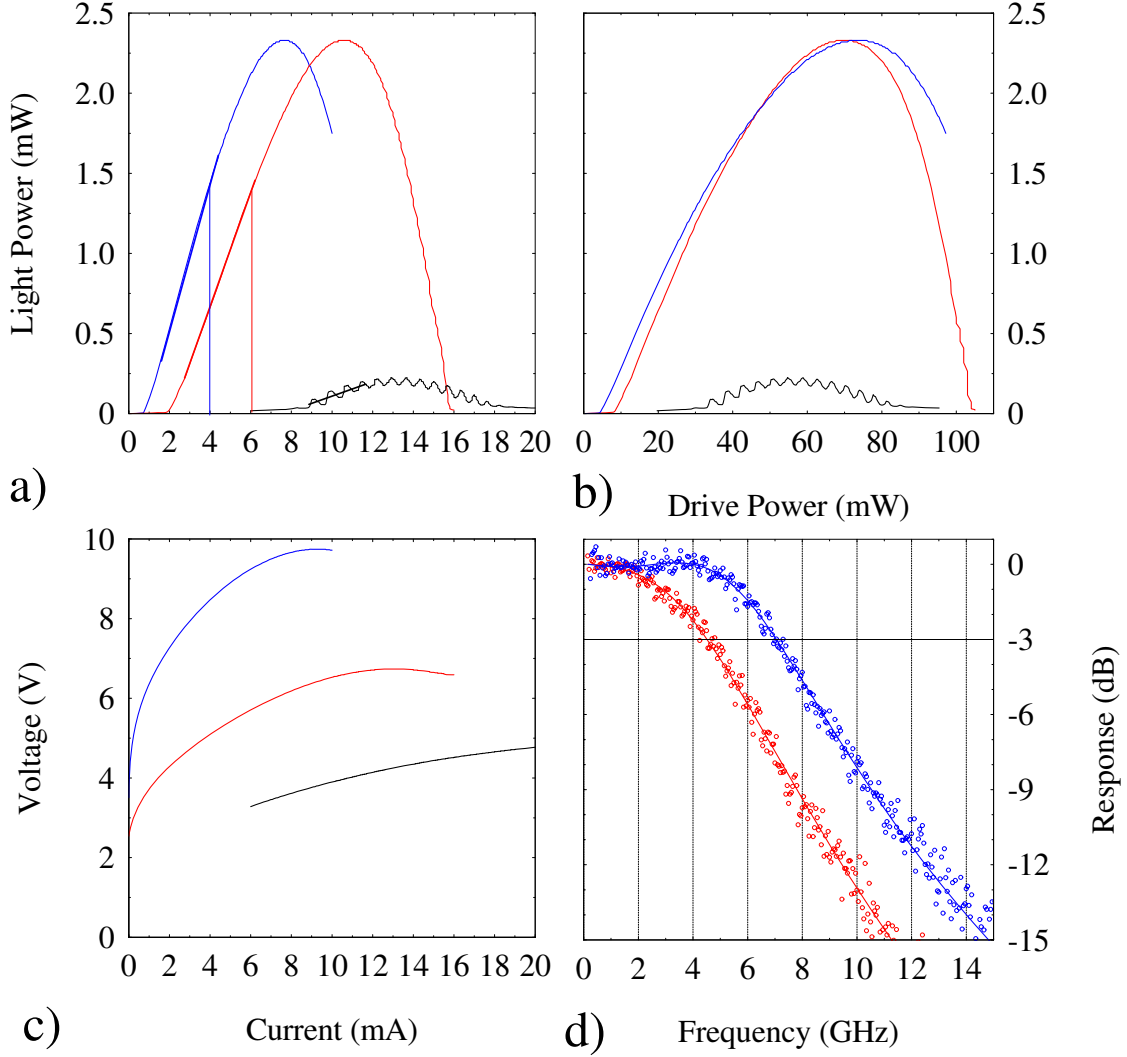 2.5
2.0
1.5
1.0
0.5
0
Light Power (mW)
0 2 4 6 8 10 12 14 16 18 20
a)
2.5
2.0
1.5
1.0
0.5
0
20 40 60 80 100
b)
Drive Power (mW)
10
8
6
4
2
0
Voltage (V)
0 2 4 6 8 10 12 14 16 18 20
c)
Current (mA)
0
-3
-6
-9
-12
-15
Response (dB)
0 2 4 6 8 10 12 14
d)
Frequency (GHz)